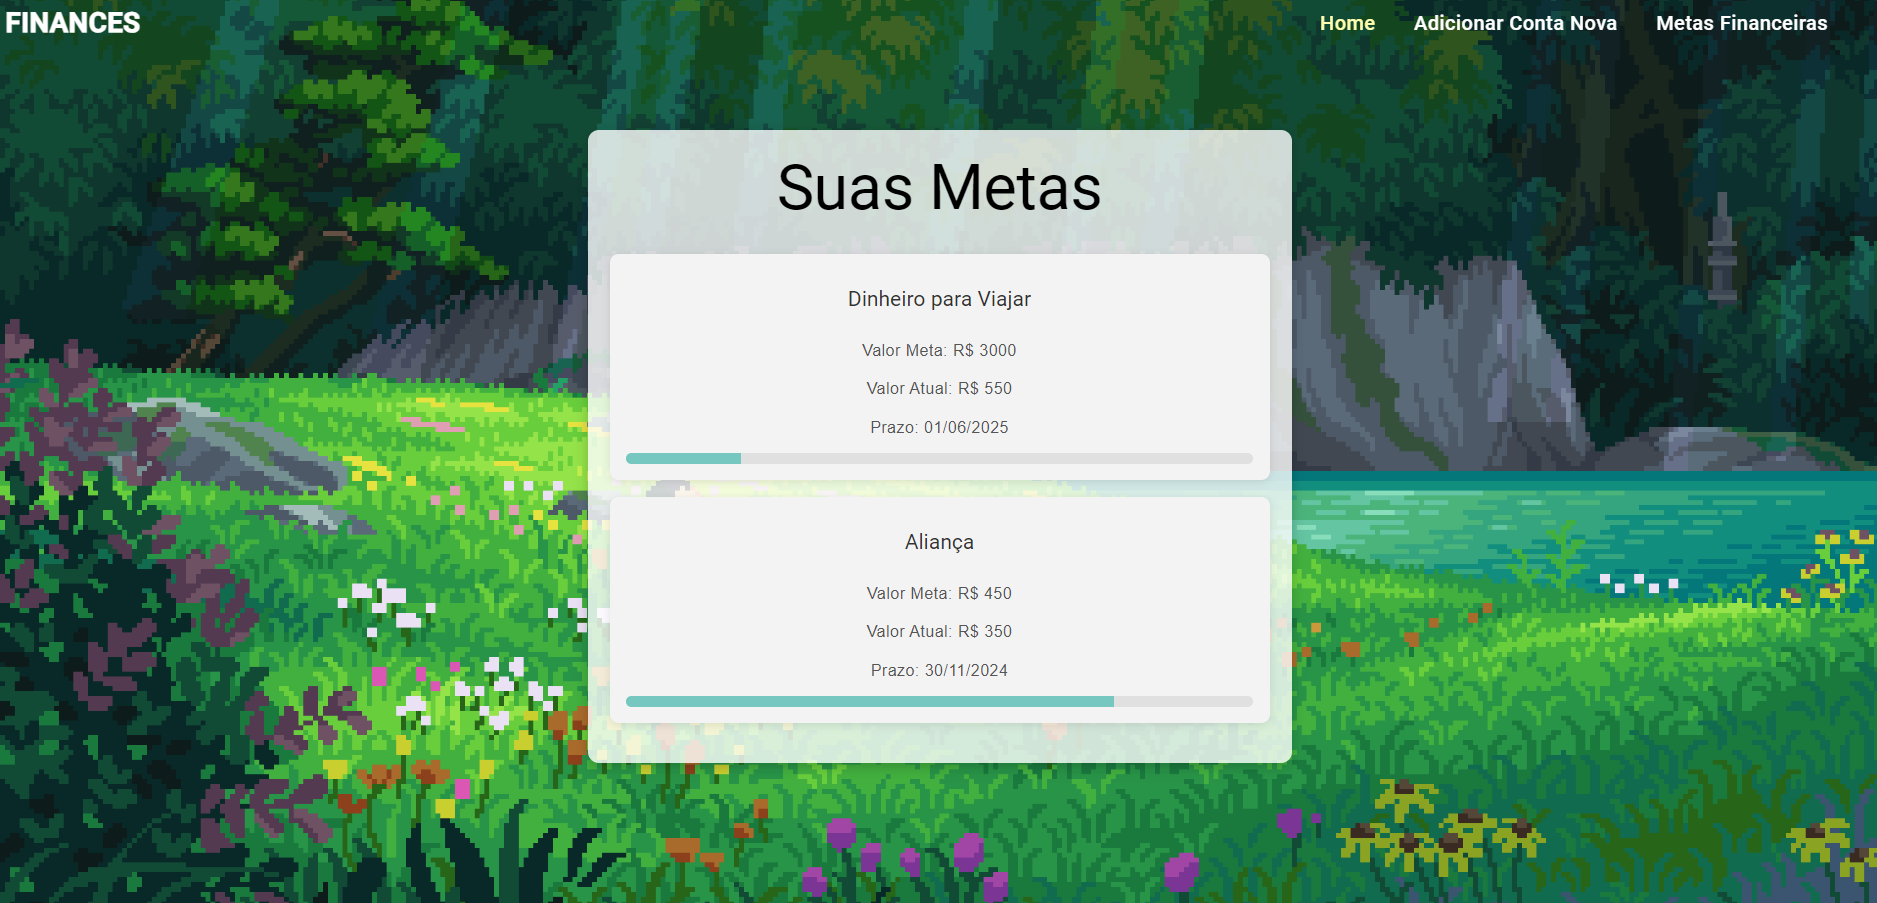 FINANCES
Home Adicionar Conta Nova Metas Financeiras
Suas Metas
Dinheiro para Viajar
Valor Meta: R$ 3000
Valor Atual: R$ 550
Prazo: 01/06/2025
Aliança
Valor Meta: R$ 450
Valor Atual: R$ 350
Prazo: 30/11/2024